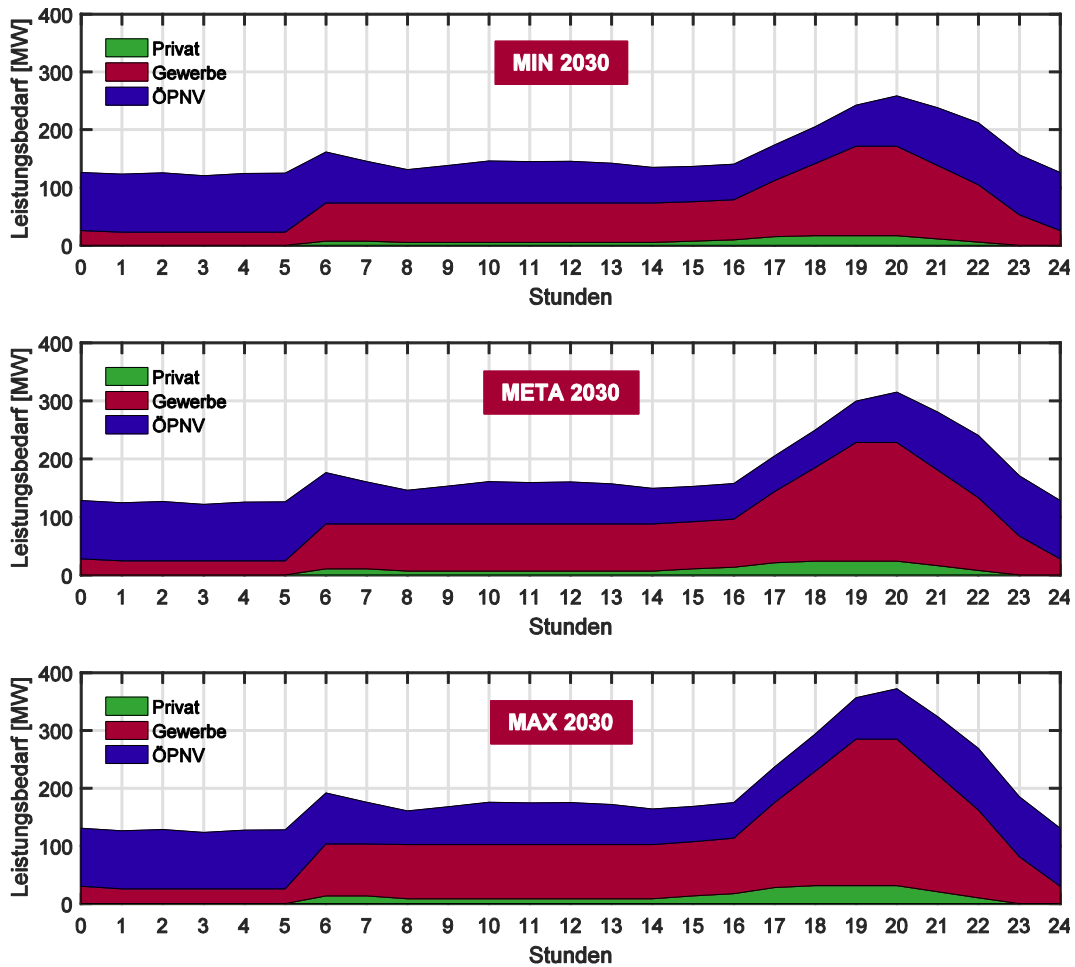 400
300
200
100
0
Leistungsbedarf [MW]
Privat
Gewerbe
ÖPNV
MIN 2030
0 1 2 3 4 5 6 7 8 9 10 11 12 13 14 15 16 17 18 19 20 21 22 23 24
Stunden
400
300
200
100
0
Leistungsbedarf [MW]
Privat
Gewerbe
ÖPNV
META 2030
0 1 2 3 4 5 6 7 8 9 10 11 12 13 14 15 16 17 18 19 20 21 22 23 24
Stunden
400
300
200
100
0
Leistungsbedarf [MW]
Privat
Gewerbe
ÖPNV
MAX 2030
0 1 2 3 4 5 6 7 8 9 10 11 12 13 14 15 16 17 18 19 20 21 22 23 24
Stunden